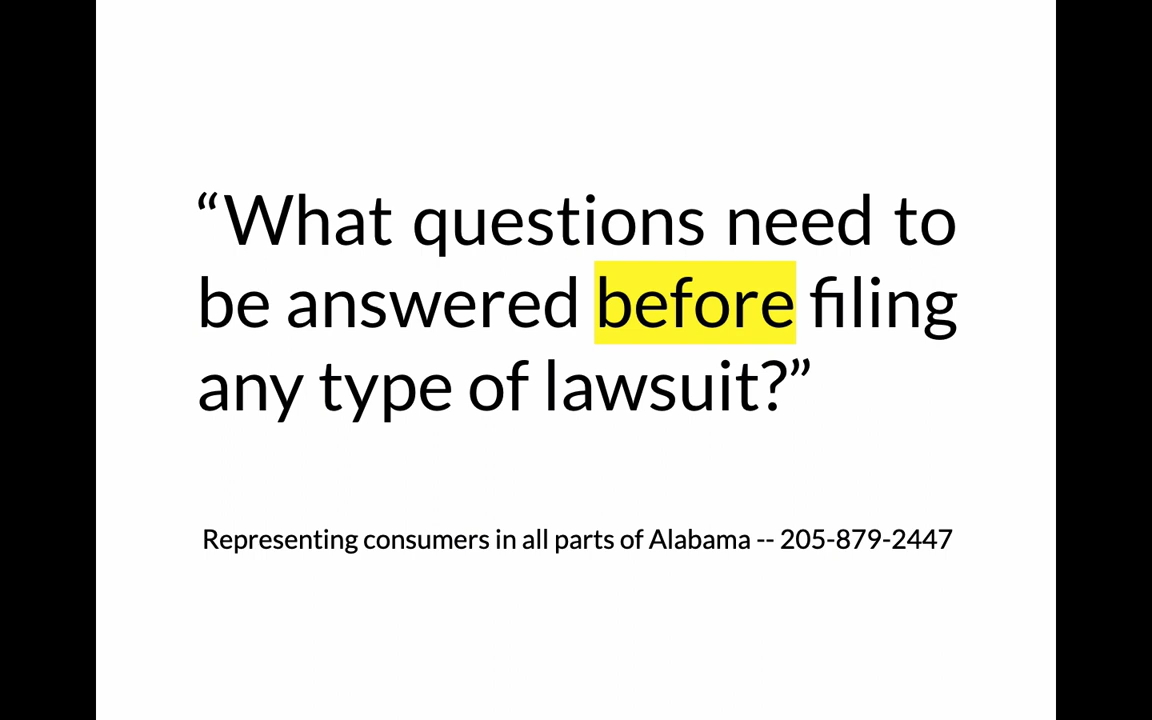 “What questions need to
be answered before filing
any type of lawsuit?”
Representing consumers in all parts of Alabama -- 205-879-2447